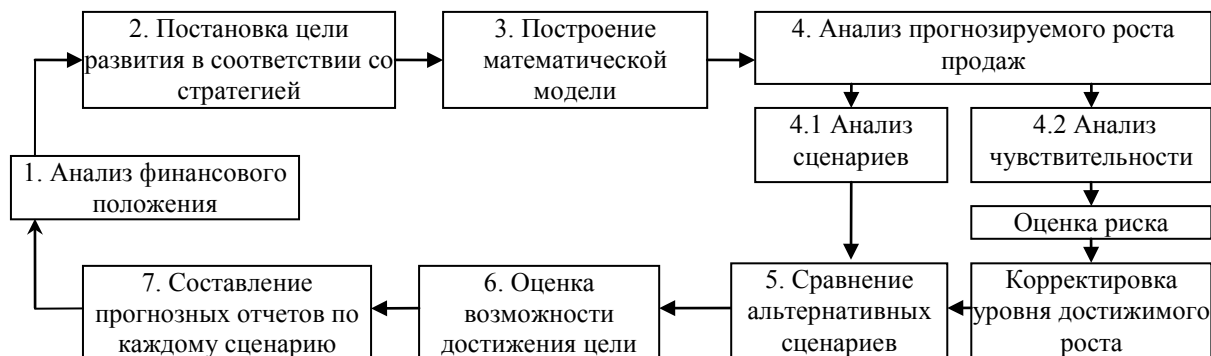 2. Постановка цели
развития в соответствии со
стратегией
3. Построение
математической
модели
4. Анализ прогнозируемого роста
продаж
4.1 Анализ
сценариев
4.2 Анализ
чувствительности
1. Анализ финансового
положения
Оценка риска
7. Составление
прогнозных отчетов по
каждому сценарию
6. Оценка
возможности
достижения цели
5. Сравнение
альтернативных
сценариев
Корректировка
уровня достижимого
роста